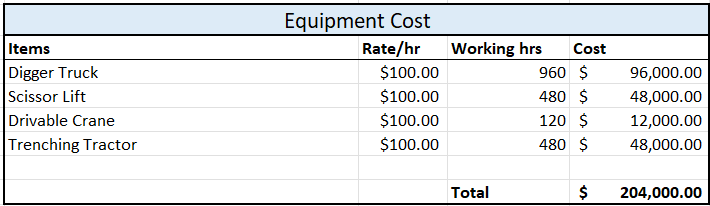 Equipment Cost
Items Rate/hr Working hrs Cost
Digger Truck $100.00 960 $ 96,000.00
Scissor Lift $100.00 480 $ 48,000.00
Drivable Crane $100.00 120 $ 12,000.00
Trenching Tractor $100.00 480 $ 48,000.00
Total $ 204,000.00